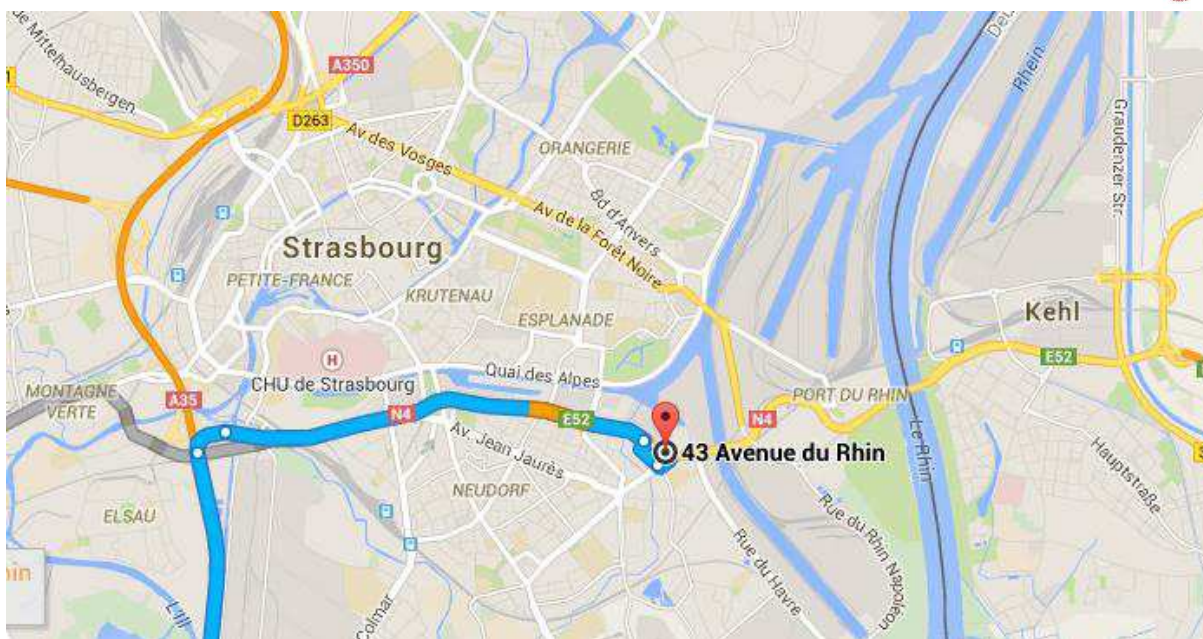 de Mittelhausbergen
A350
D263
Av des Vosges
ORANGERIE
Bd d'Anvers
Av de la Forêt Noire
Rhein
Graudenzer Str.
Strasbourg
PETITE-FRANCE
KRUTENAU
ESPLANADE
Kehl
E52
H
CHU de Strasbourg
Quai des Alpes
PORT DU RHIN
MONTAGNE
VERTE
A35
N4
E52
N4
Le Rhin
43 Avenue du Rhin
Av. Jean Jaurès
NEUDORF
Hauptstraße
ELSAU
Rue du Havre
Rue du Rhin Napoléon
L'Ill
Colmar